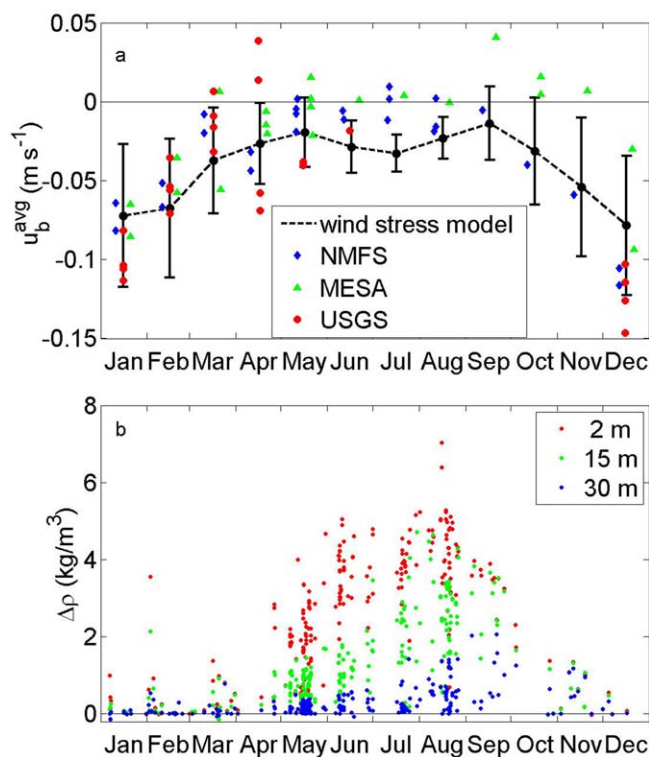 a
u_b^avg (m s^-1)
0.05
0
-0.05
-0.1
-0.15
wind stress model
NMFS
MESA
USGS
Jan Feb Mar Apr May Jun Jul Aug Sep Oct Nov Dec
b
Δρ (kg/m³)
8
6
4
2
0
2 m
15 m
30 m
Jan Feb Mar Apr May Jun Jul Aug Sep Oct Nov Dec